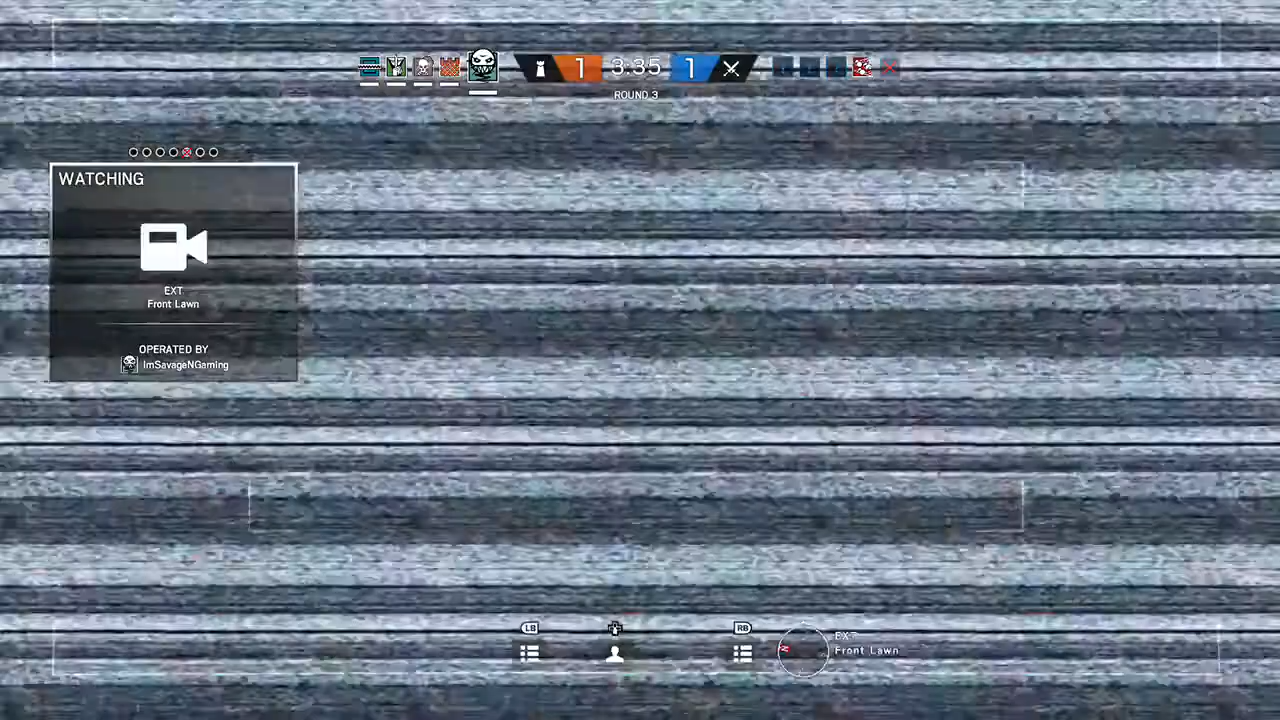 1 3:35 1
ROUND 3
WATCHING
EXT.
Front Lawn
OPERATED BY
ImSavageNGaming
LB RB
EXT.
Front Lawn